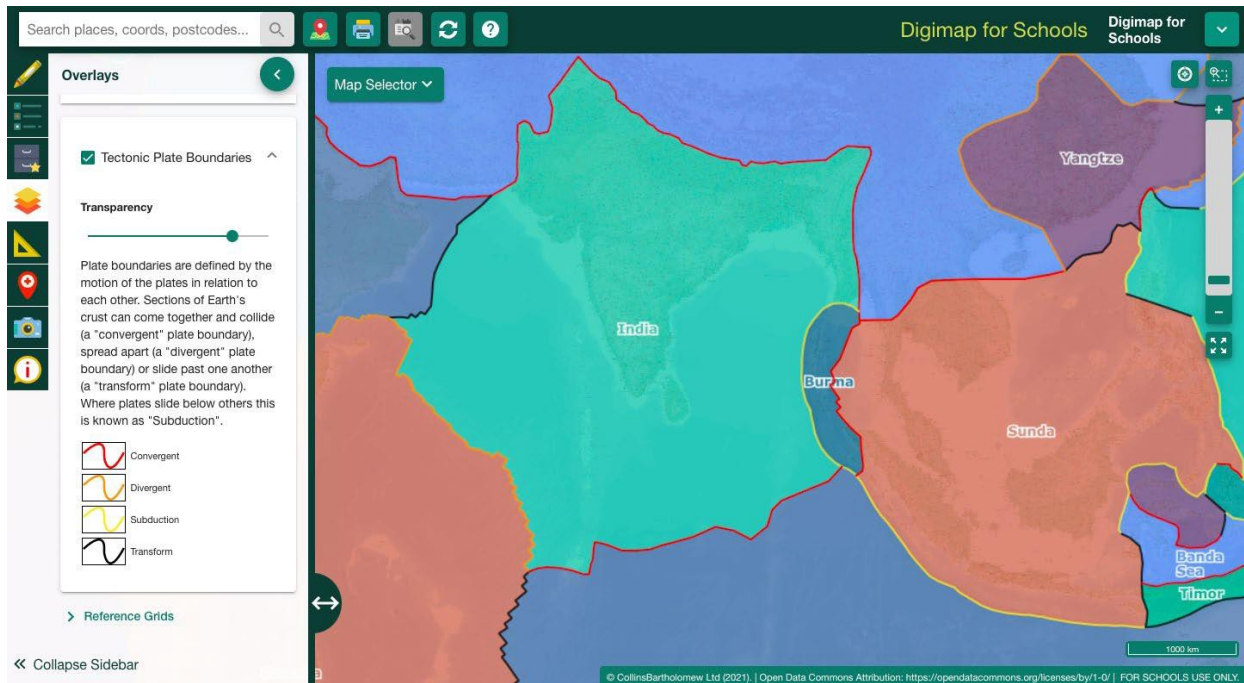 Search places, coords, postcodes...
Digimap for Schools
Digimap for
Schools
Overlays
Map Selector
Tectonic Plate Boundaries
Transparency
Plate boundaries are defined by the
motion of the plates in relation to
each other. Sections of Earth's
crust can come together and collide
(a "convergent" plate boundary),
spread apart (a "divergent" plate
boundary) or slide past one another
(a "transform" plate boundary).
Where plates slide below others this
is known as "Subduction".
Convergent
Divergent
Subduction
Transform
Reference Grids
Collapse Sidebar
Yangtze
India
Burma
Sunda
Banda
Sea
Timor
a
1000 km
© CollinsBartholomew Ltd (2021). | Open Data Commons Attribution: https://opendatacommons.org/licenses/by/1-0/ | FOR SCHOOLS USE ONLY.